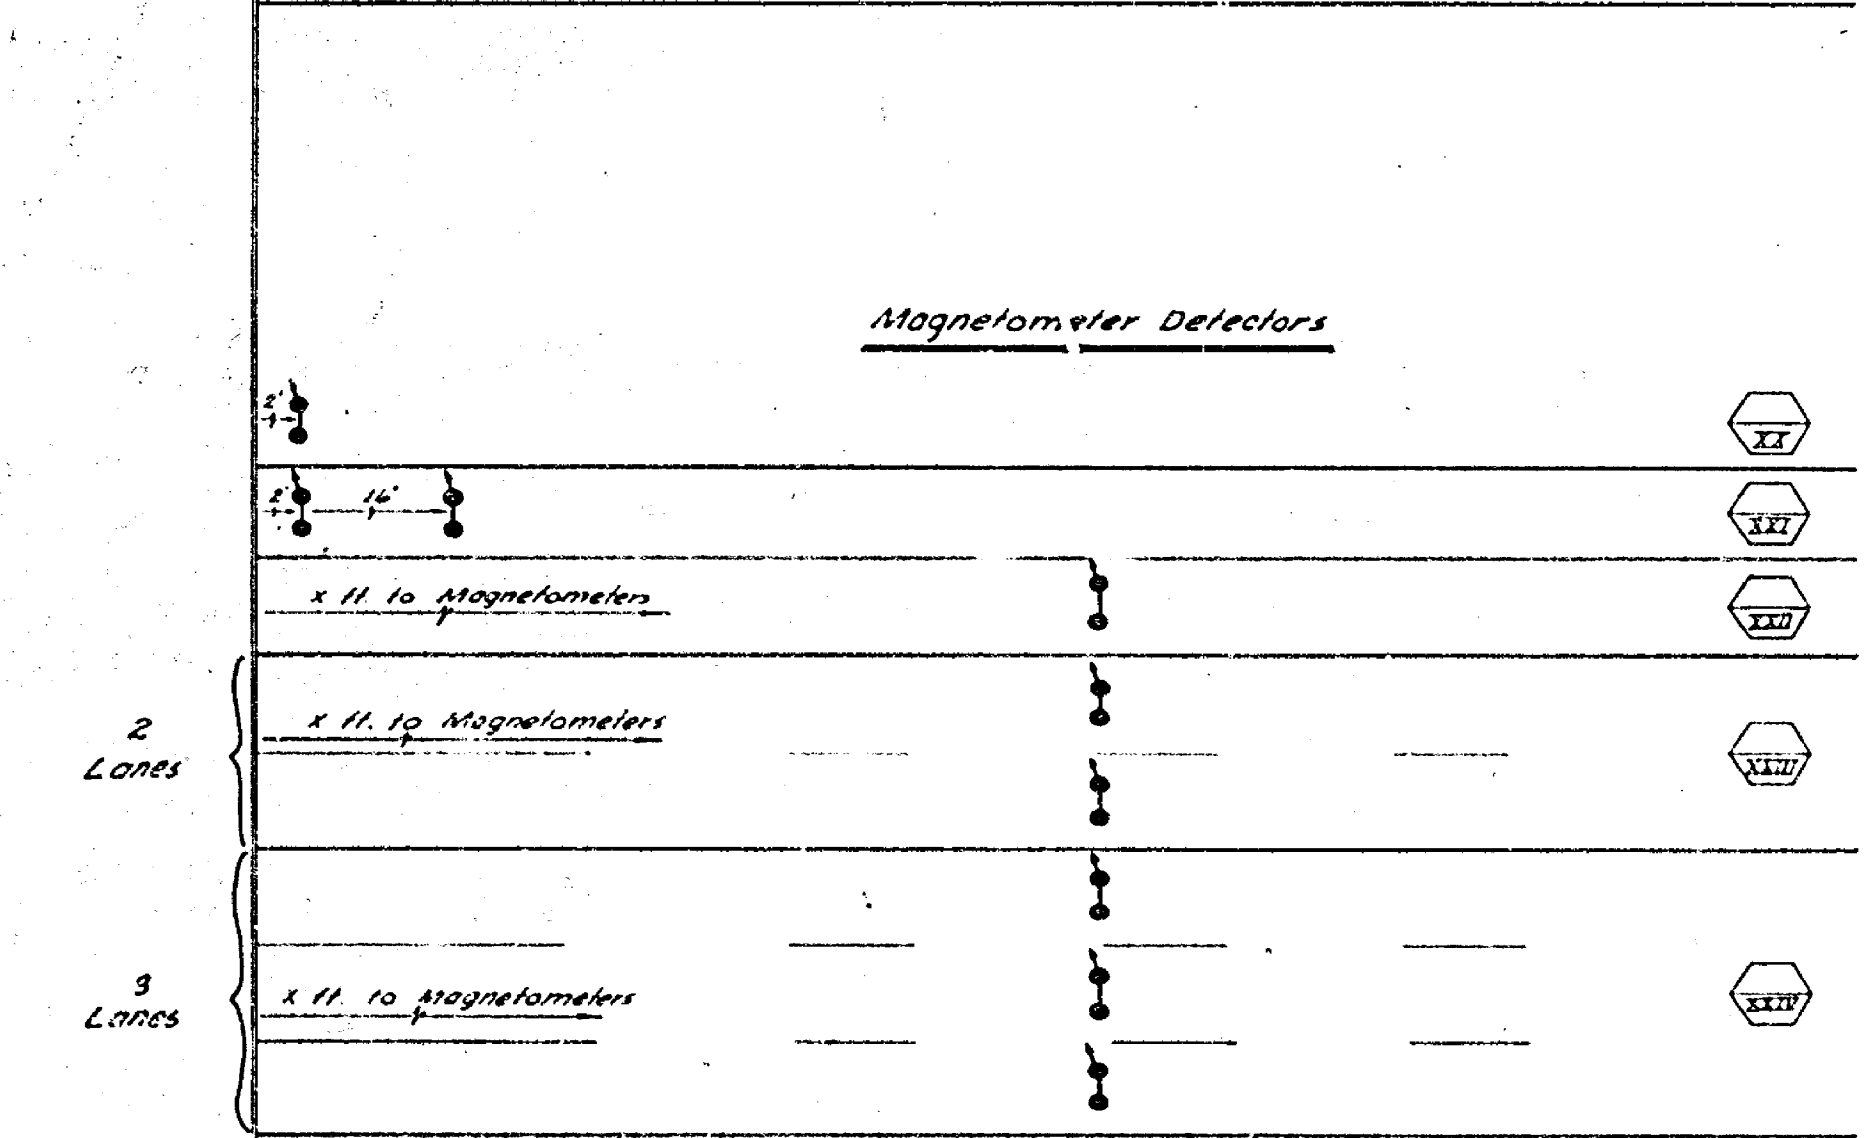 Magnetometer Detectors
2'
XX
2' 16'
XXI
x ft. to Magnetometers
XXII
2
Lanes
x ft. to Magnetometers
XXIII
3
Lanes
x ft. to Magnetometers
XXIV